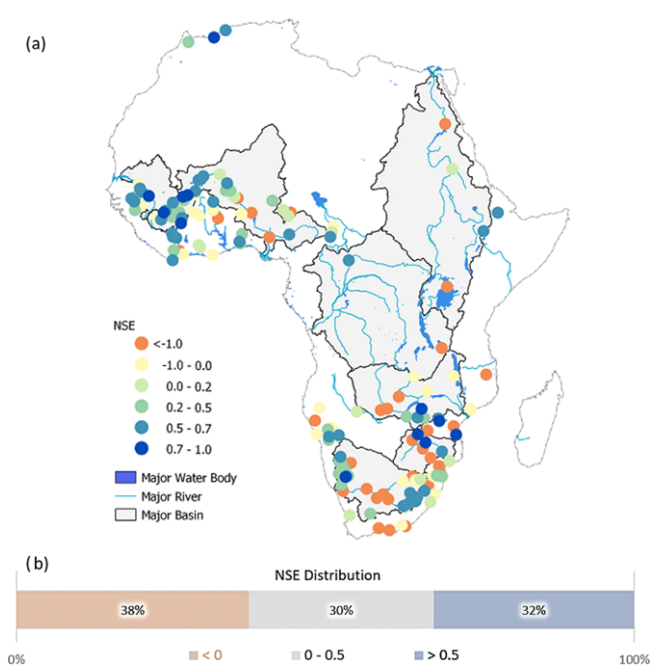 (a)
NSE
<-1.0
-1.0 - 0.0
0.0 - 0.2
0.2 - 0.5
0.5 - 0.7
0.7 - 1.0
Major Water Body
Major River
Major Basin
(b)
NSE Distribution
38% 30% 32%
0% < 0 0 - 0.5 > 0.5 100%